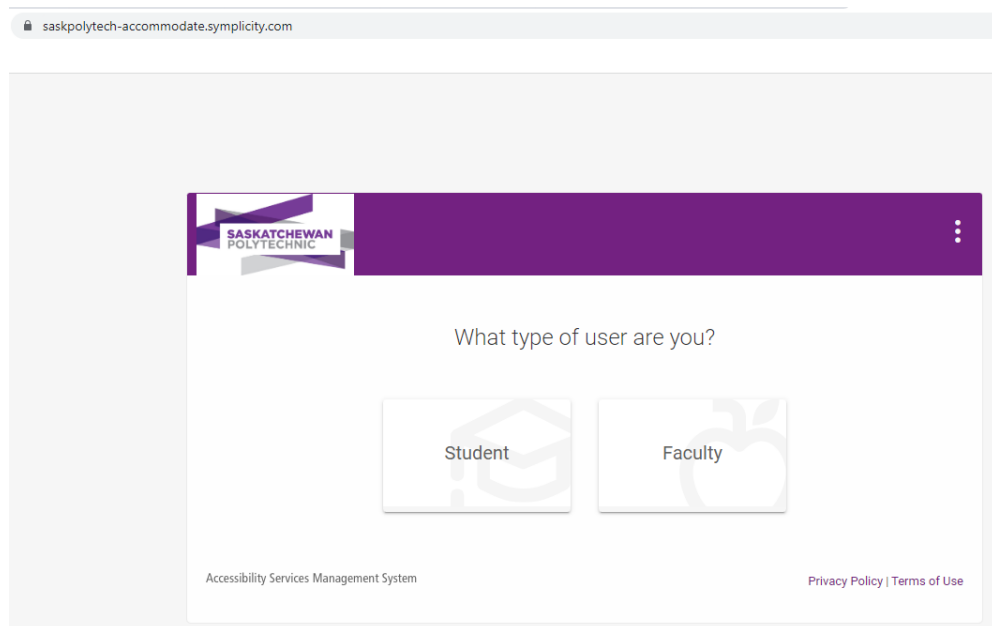 saskpolytech-accommodate.symplicity.com
SASKATCHEWAN
POLYTECHNIC
What type of user are you?
Student
Faculty
Accessibility Services Management System
Privacy Policy | Terms of Use